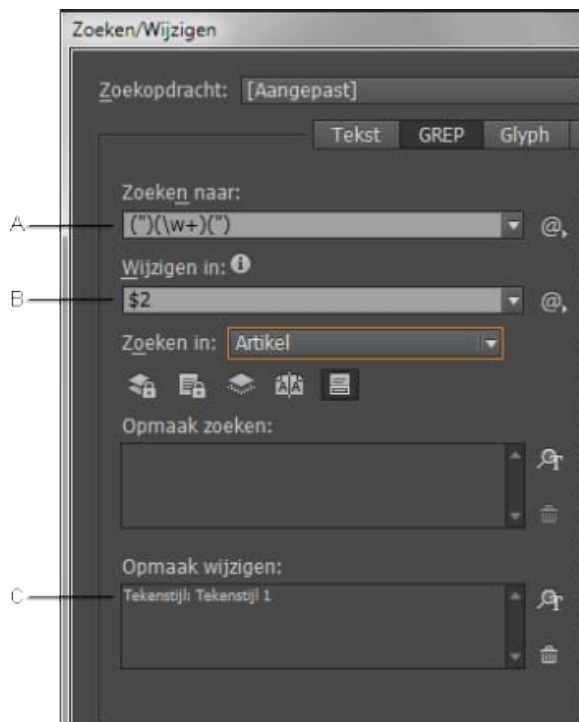 Zoeken/Wijzigen
Zoekopdracht: [Aangepast]
Tekst GREP Glyph
Zoeken naar:
A (")(\w+)(") @
Wijzigen in:
B $2 @
Zoeken in: Artikel
Opmaak zoeken:
Opmaak wijzigen:
C Tekenstijl: Tekenstijl 1